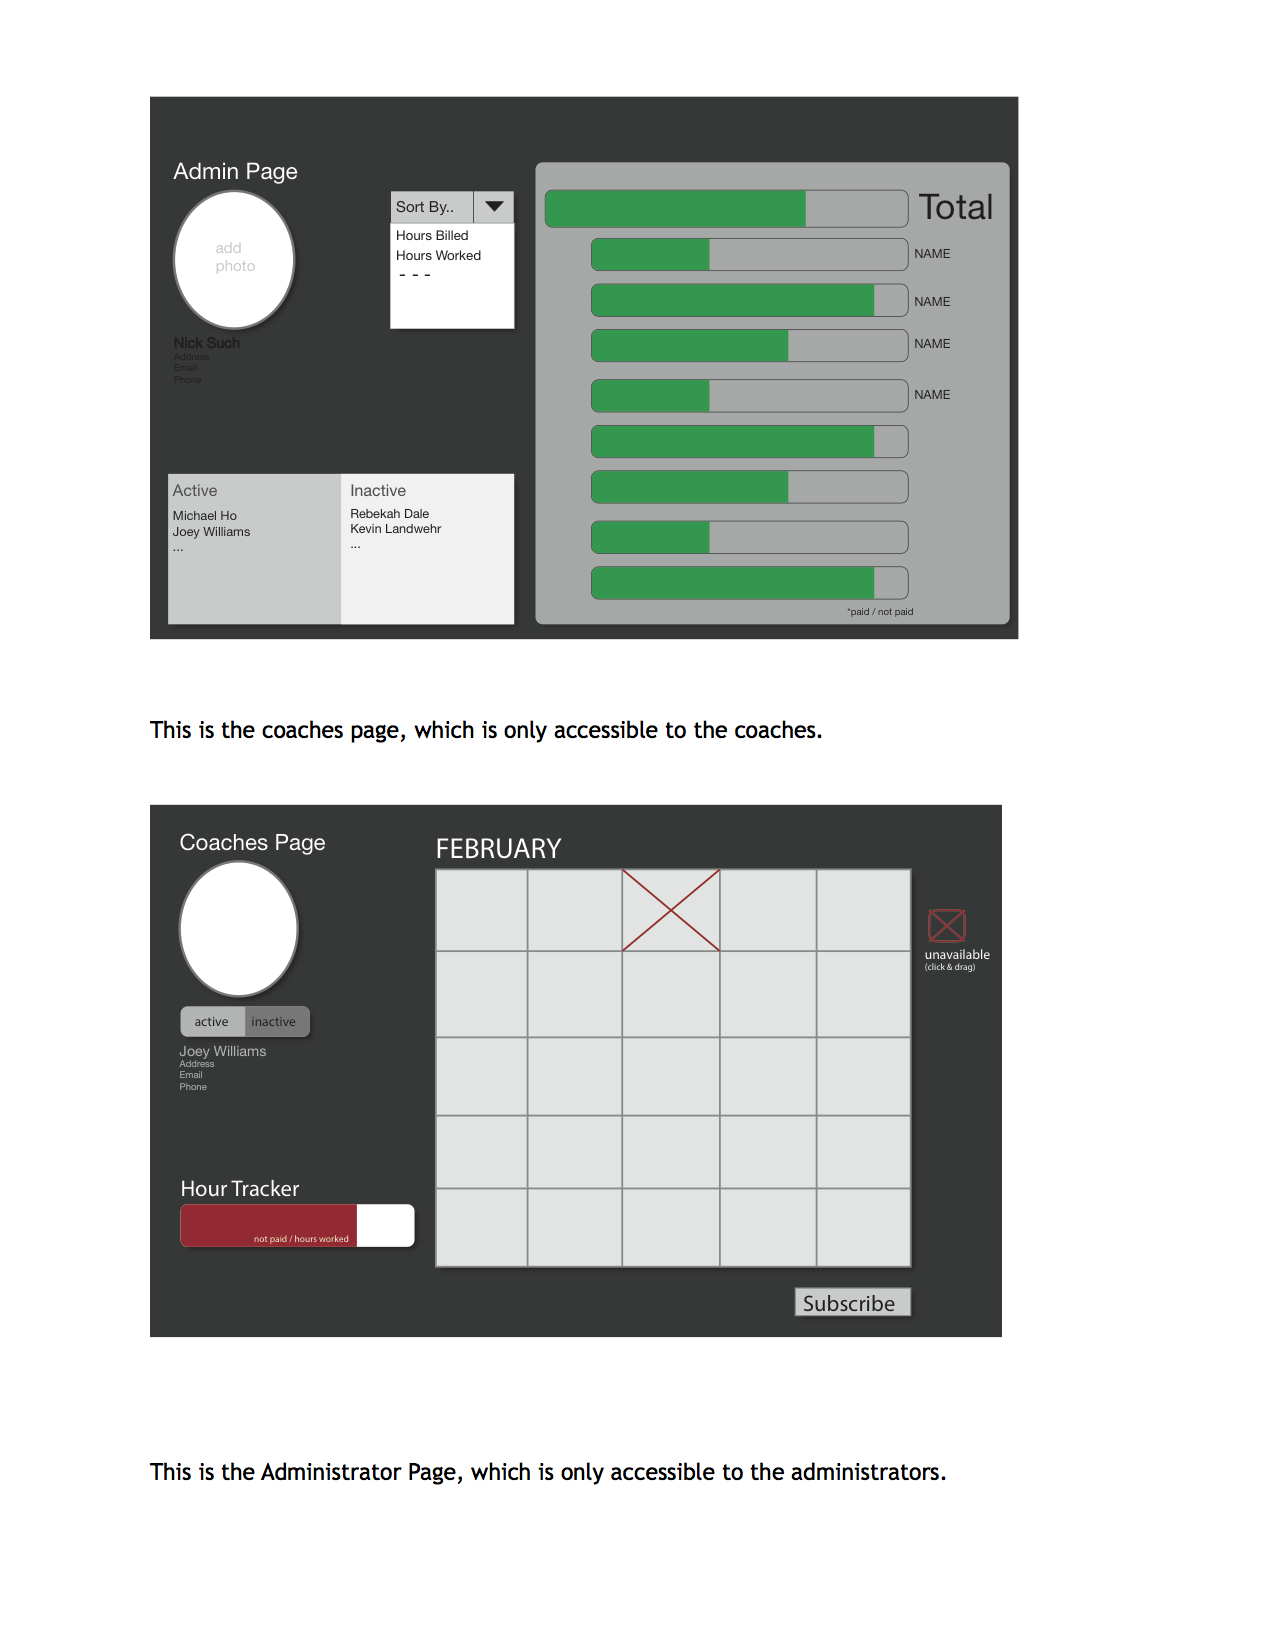 Admin Page
add
photo
Nick Such
Address
Email
Phone
Sort By..
Hours Billed
Hours Worked
- - -
Active
Michael Ho
Joey Williams
...
Inactive
Rebekah Dale
Kevin Landwehr
...
Total
NAME
NAME
NAME
NAME
*paid / not paid
This is the coaches page, which is only accessible to the coaches.
Coaches Page
active inactive
Joey Williams
Address
Email
Phone
Hour Tracker
not paid / hours worked
FEBRUARY
unavailable
(click & drag)
Subscribe
This is the Administrator Page, which is only accessible to the administrators.